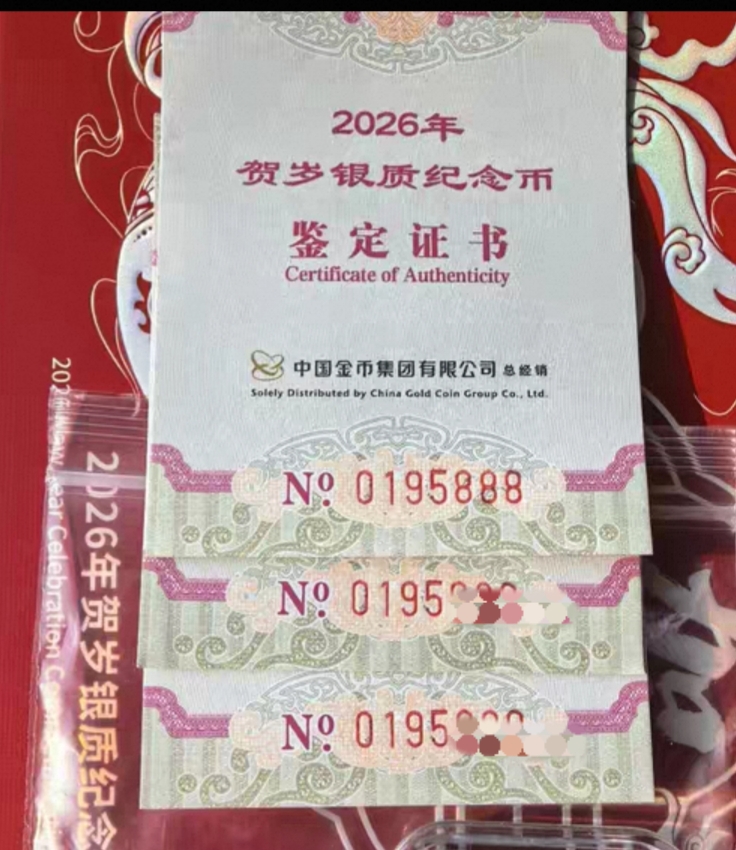 2026年
贺岁银质纪念币
鉴定证书
Certificate of Authenticity
中国金币集团有限公司 总经销
Solely Distributed by China Gold Coin Group Co., Ltd.
Nº 0195888
Nº 0195
Nº 0195
2026年贺岁银质纪念
Year Celebration